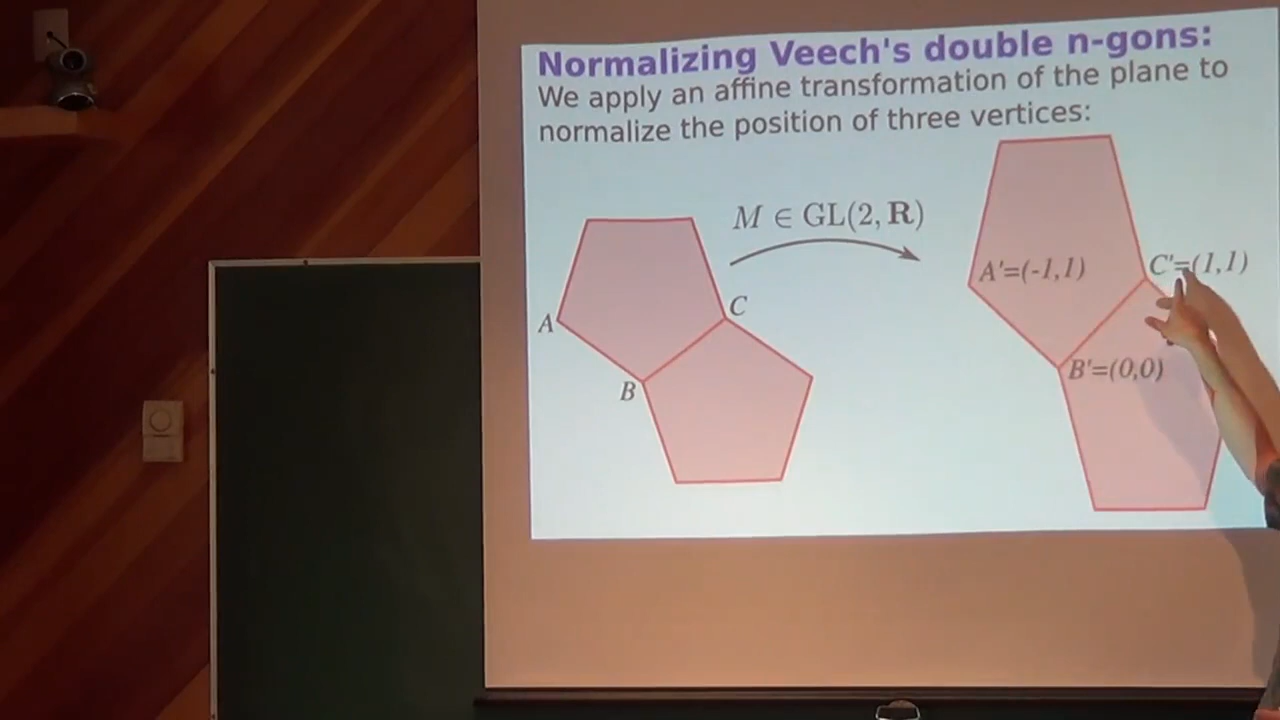 Normalizing Veech's double n-gons:
We apply an affine transformation of the plane to
normalize the position of three vertices:
M ∈ GL(2, R)
A
B
C
A'=(-1,1)
C'=(1,1)
B'=(0,0)